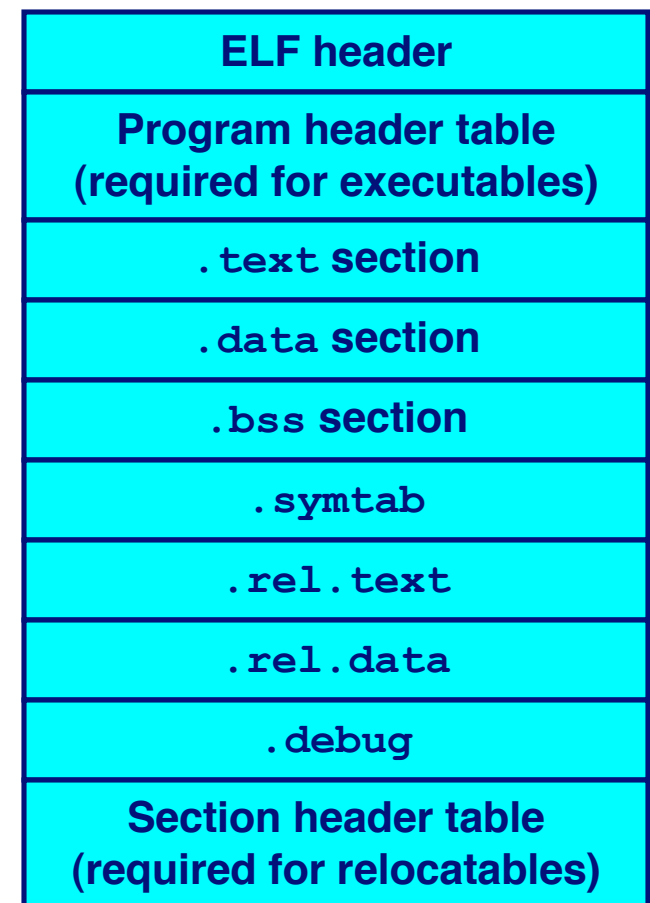 ELF header
Program header table
(required for executables)
.text section
.data section
.bss section
.symtab
.rel.text
.rel.data
.debug
Section header table
(required for relocatables)